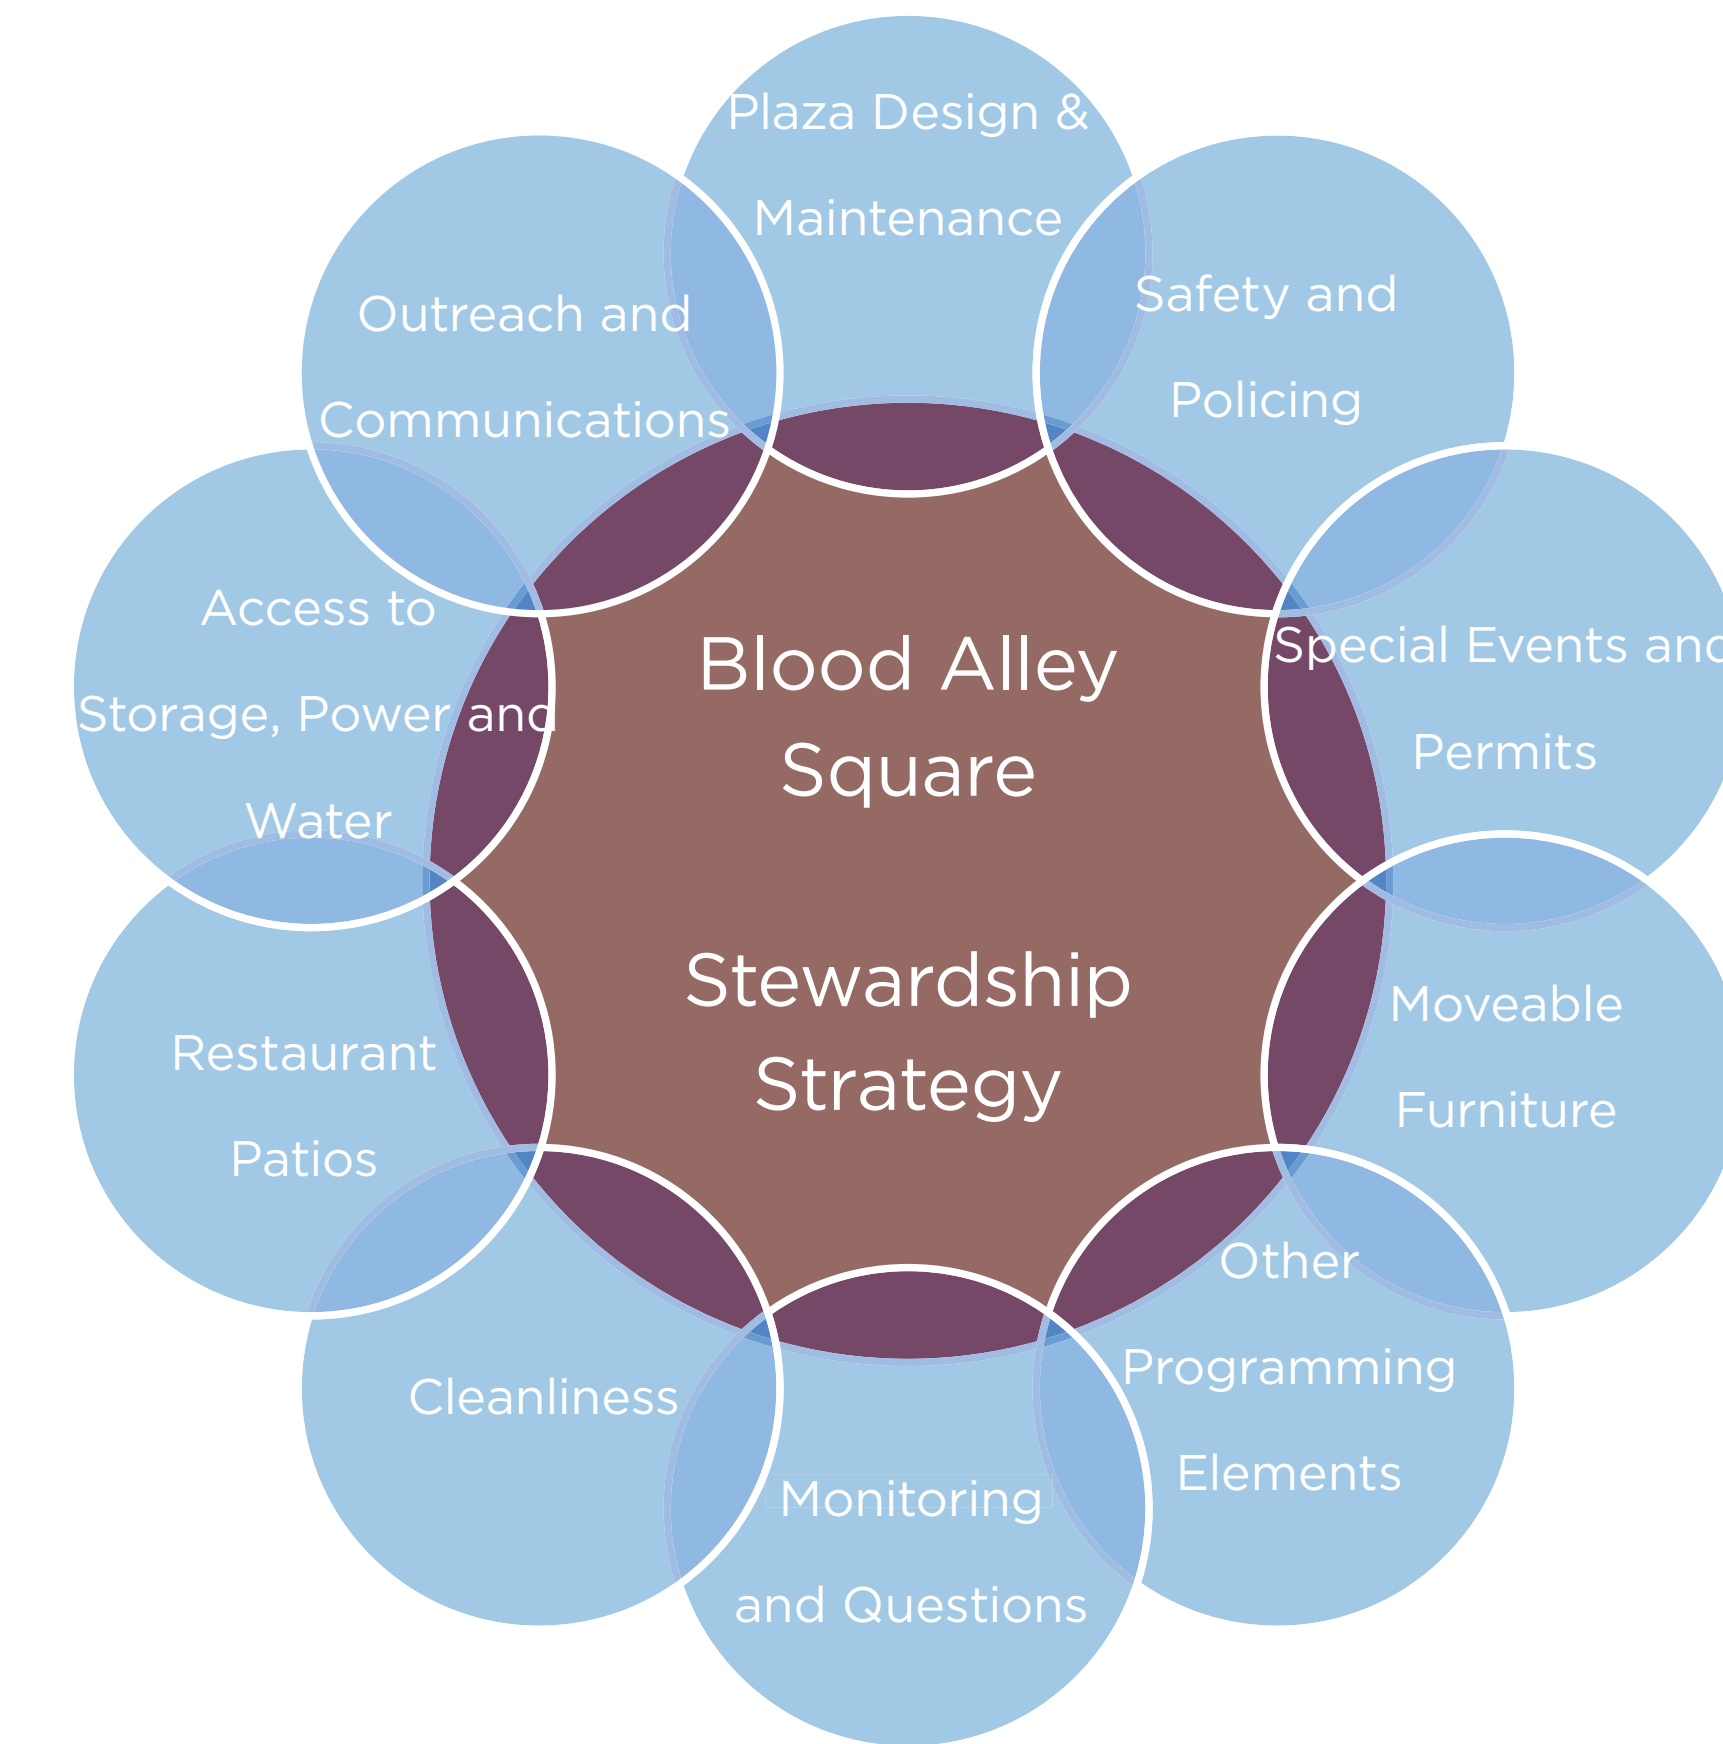 Plaza Design &
Maintenance
Safety and
Policing
Special Events and
Permits
Moveable
Furniture
Other
Programming
Elements
Monitoring
and Questions
Cleanliness
Restaurant
Patios
Access to
Storage, Power and
Water
Outreach and
Communications
Blood Alley
Square
Stewardship
Strategy